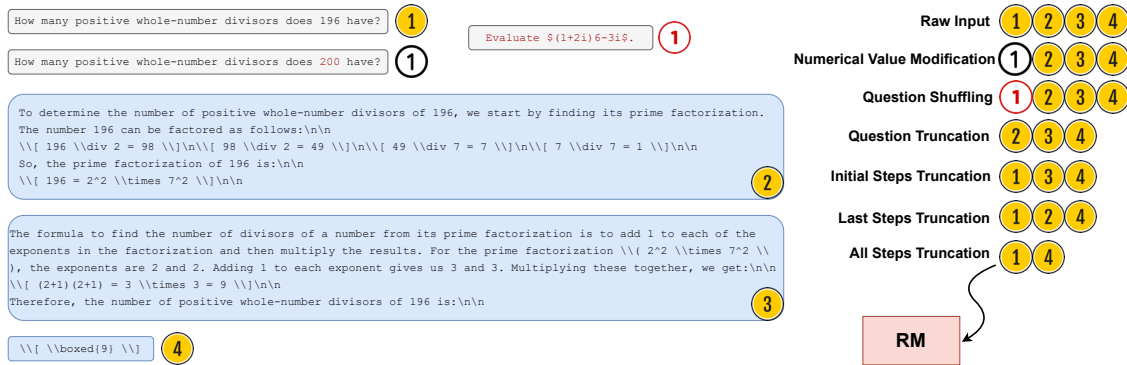 How many positive whole-number divisors does 196 have?
1
How many positive whole-number divisors does 200 have?
1
Evaluate $(1+2i)6-3i$.
1
To determine the number of positive whole-number divisors of 196, we start by finding its prime factorization.
The number 196 can be factored as follows:\n\n
\\[ 196 \\div 2 = 98 \\]\n\\[ 98 \\div 2 = 49 \\]\n\\[ 49 \\div 7 = 7 \\]\n\\[ 7 \\div 7 = 1 \\]\n\n
So, the prime factorization of 196 is:\n\n
\\[ 196 = 2^2 \\times 7^2 \\]\n\n
2
The formula to find the number of divisors of a number from its prime factorization is to add 1 to each of the
exponents in the factorization and then multiply the results. For the prime factorization \\( 2^2 \\times 7^2 \\
), the exponents are 2 and 2. Adding 1 to each exponent gives us 3 and 3. Multiplying these together, we get:\n\n
\\[ (2+1)(2+1) = 3 \\times 3 = 9 \\]\n\n
Therefore, the number of positive whole-number divisors of 196 is:\n\n
3
\\[ \\boxed{9} \\]
4
Raw Input 1 2 3 4
Numerical Value Modification 1 2 3 4
Question Shuffling 1 2 3 4
Question Truncation 2 3 4
Initial Steps Truncation 1 3 4
Last Steps Truncation 1 2 4
All Steps Truncation 1 4
RM